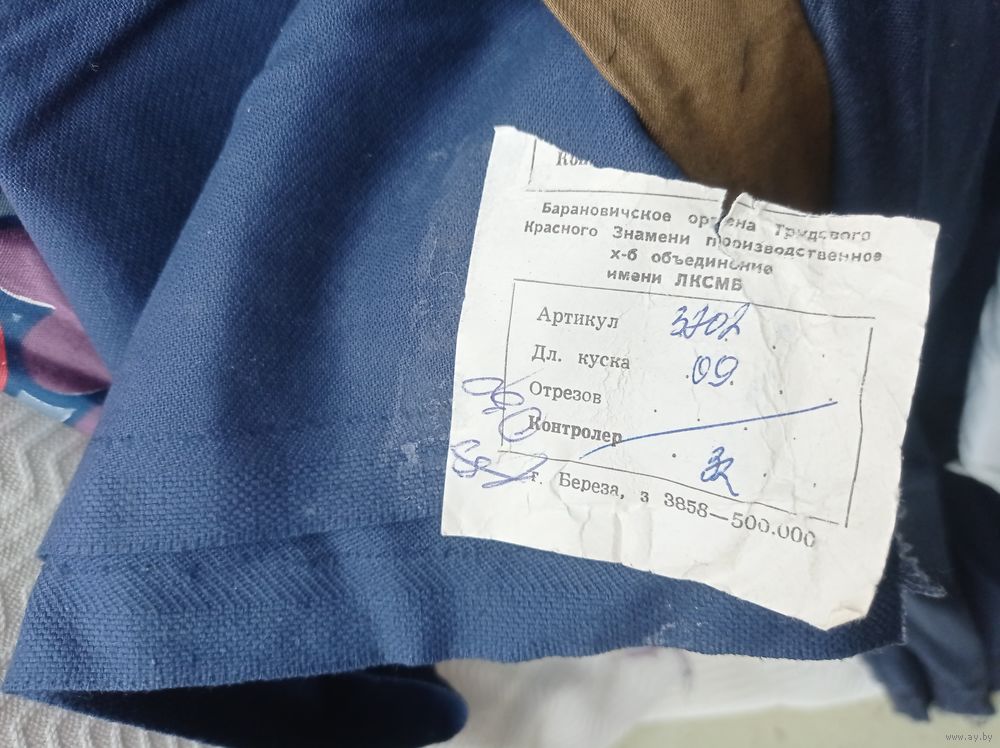 Барановичское ордена Трудового
Красного Знамени производственное
х-б объединение
имени ЛКСМБ
Артикул 3702
Дл. куска 09
Отрезов
Контролер 32
г. Береза, з 3858—500.000
www.ay.by